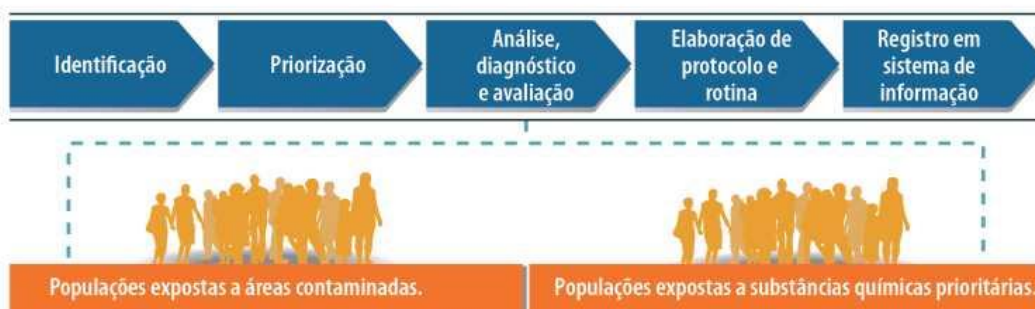 Identificação
Priorização
Análise,
diagnóstico
e avaliação
Elaboração de
protocolo e
rotina
Registro em
sistema de
informação
Populações expostas a áreas contaminadas.
Populações expostas a substâncias químicas prioritárias.